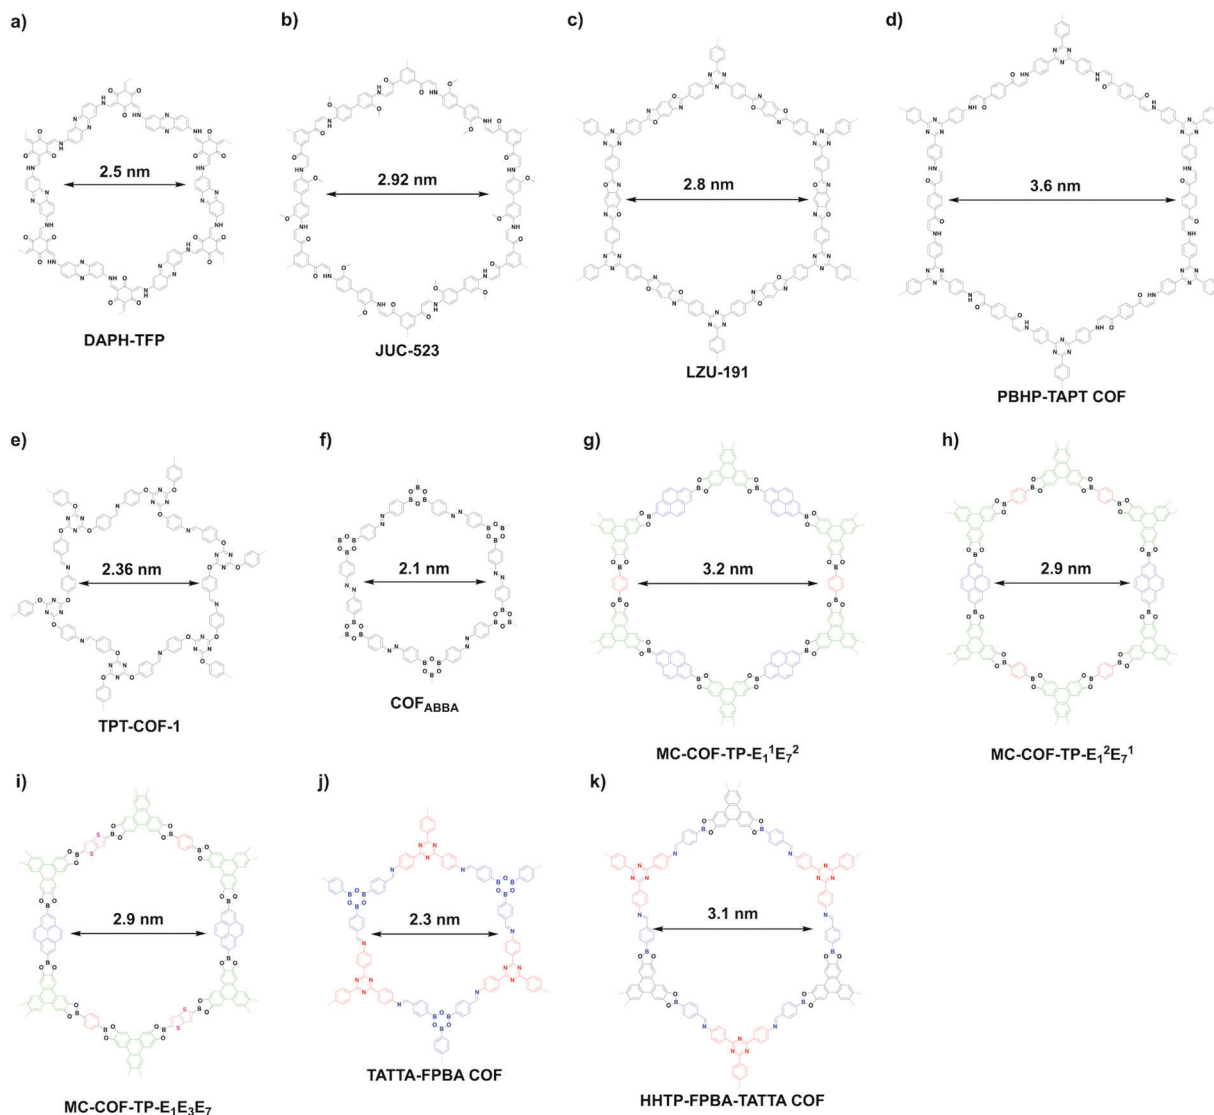 a)
b)
c)
d)
2.5 nm
2.92 nm
2.8 nm
3.6 nm
DAPH-TFP
JUC-523
LZU-191
PBHP-TAPT COF
e)
f)
g)
h)
2.36 nm
2.1 nm
3.2 nm
2.9 nm
TPT-COF-1
COF_ABBA
MC-COF-TP-E₁¹E₇²
MC-COF-TP-E₁²E₇¹
i)
j)
k)
2.9 nm
2.3 nm
3.1 nm
MC-COF-TP-E₁E₃E₇
TATTA-FPBA COF
HHTP-FPBA-TATTA COF